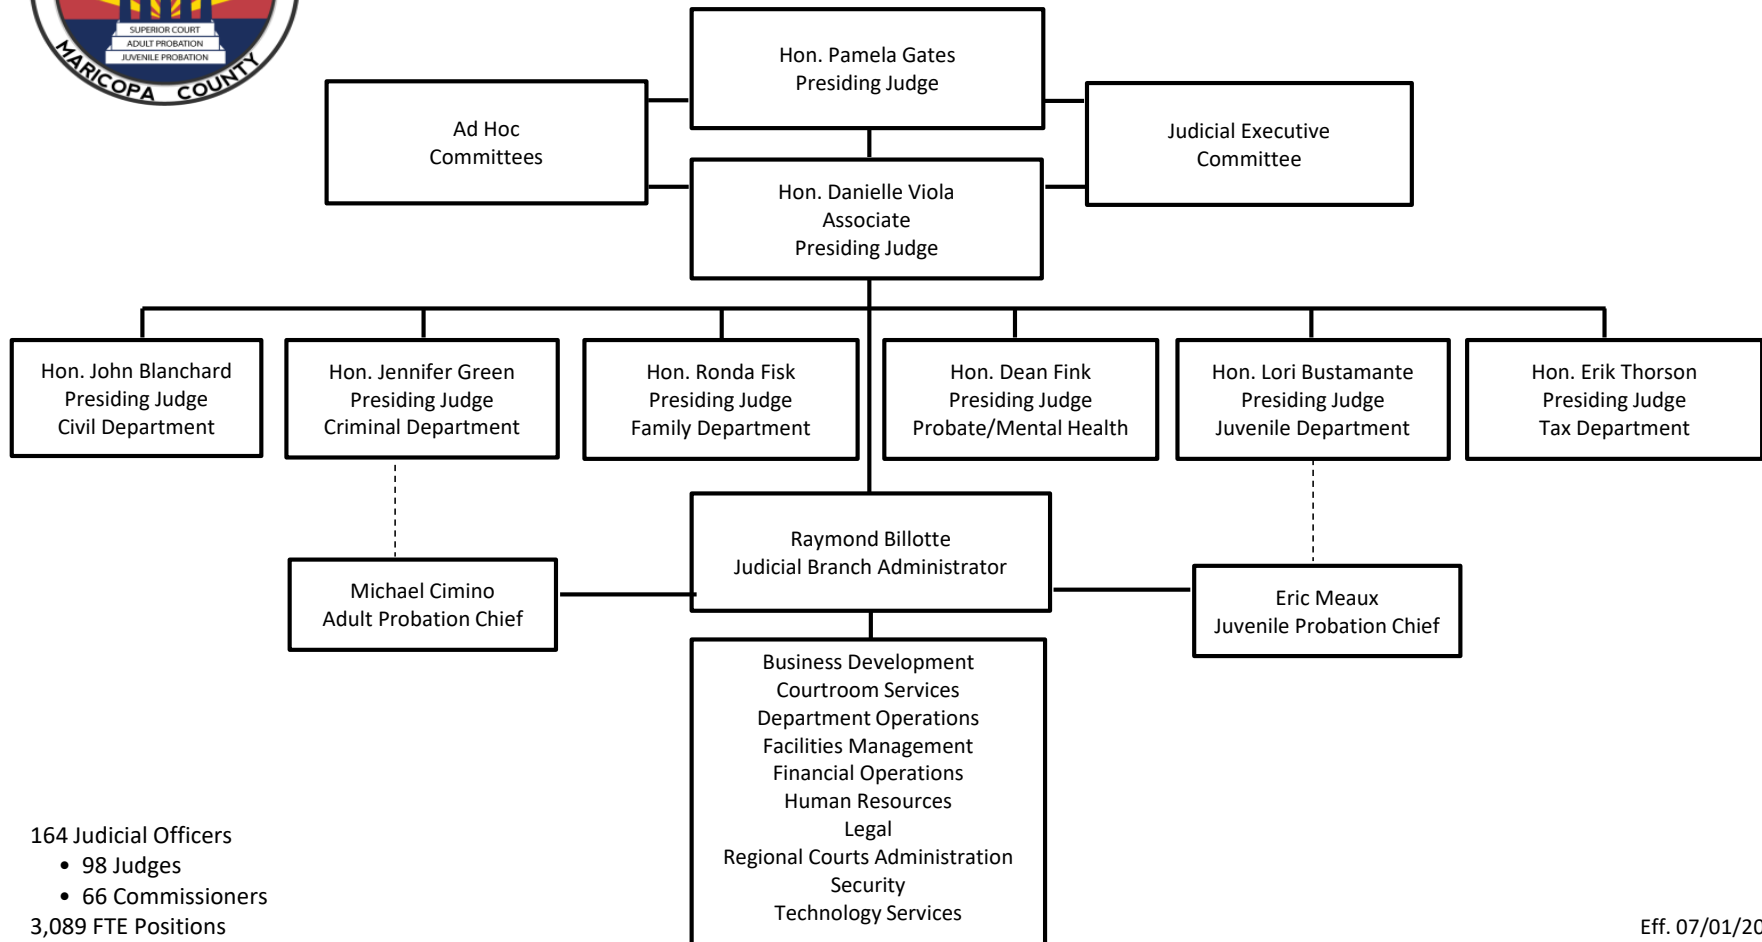 SUPERIOR COURT
ADULT PROBATION
JUVENILE PROBATION
MARICOPA COUNTY
Hon. Pamela Gates
Presiding Judge
Ad Hoc
Committees
Judicial Executive
Committee
Hon. Danielle Viola
Associate
Presiding Judge
Hon. John Blanchard
Presiding Judge
Civil Department
Hon. Jennifer Green
Presiding Judge
Criminal Department
Hon. Ronda Fisk
Presiding Judge
Family Department
Hon. Dean Fink
Presiding Judge
Probate/Mental Health
Hon. Lori Bustamante
Presiding Judge
Juvenile Department
Hon. Erik Thorson
Presiding Judge
Tax Department
Raymond Billotte
Judicial Branch Administrator
Michael Cimino
Adult Probation Chief
Eric Meaux
Juvenile Probation Chief
Business Development
Courtroom Services
Department Operations
Facilities Management
Financial Operations
Human Resources
Legal
Regional Courts Administration
Security
Technology Services
164 Judicial Officers
• 98 Judges
• 66 Commissioners
3,089 FTE Positions
Eff. 07/01/20